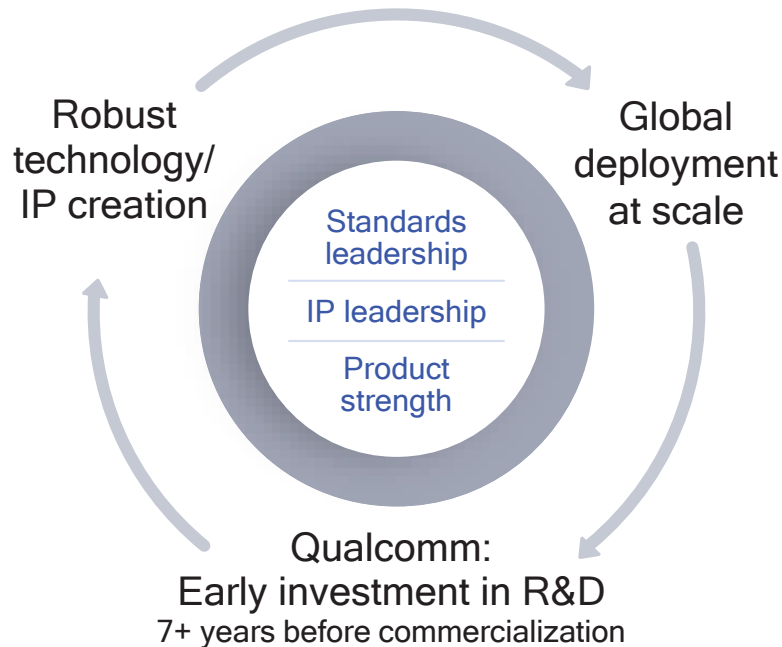 Robust
technology/
IP creation
Global
deployment
at scale
Standards
leadership
IP leadership
Product
strength
Qualcomm:
Early investment in R&D
7+ years before commercialization